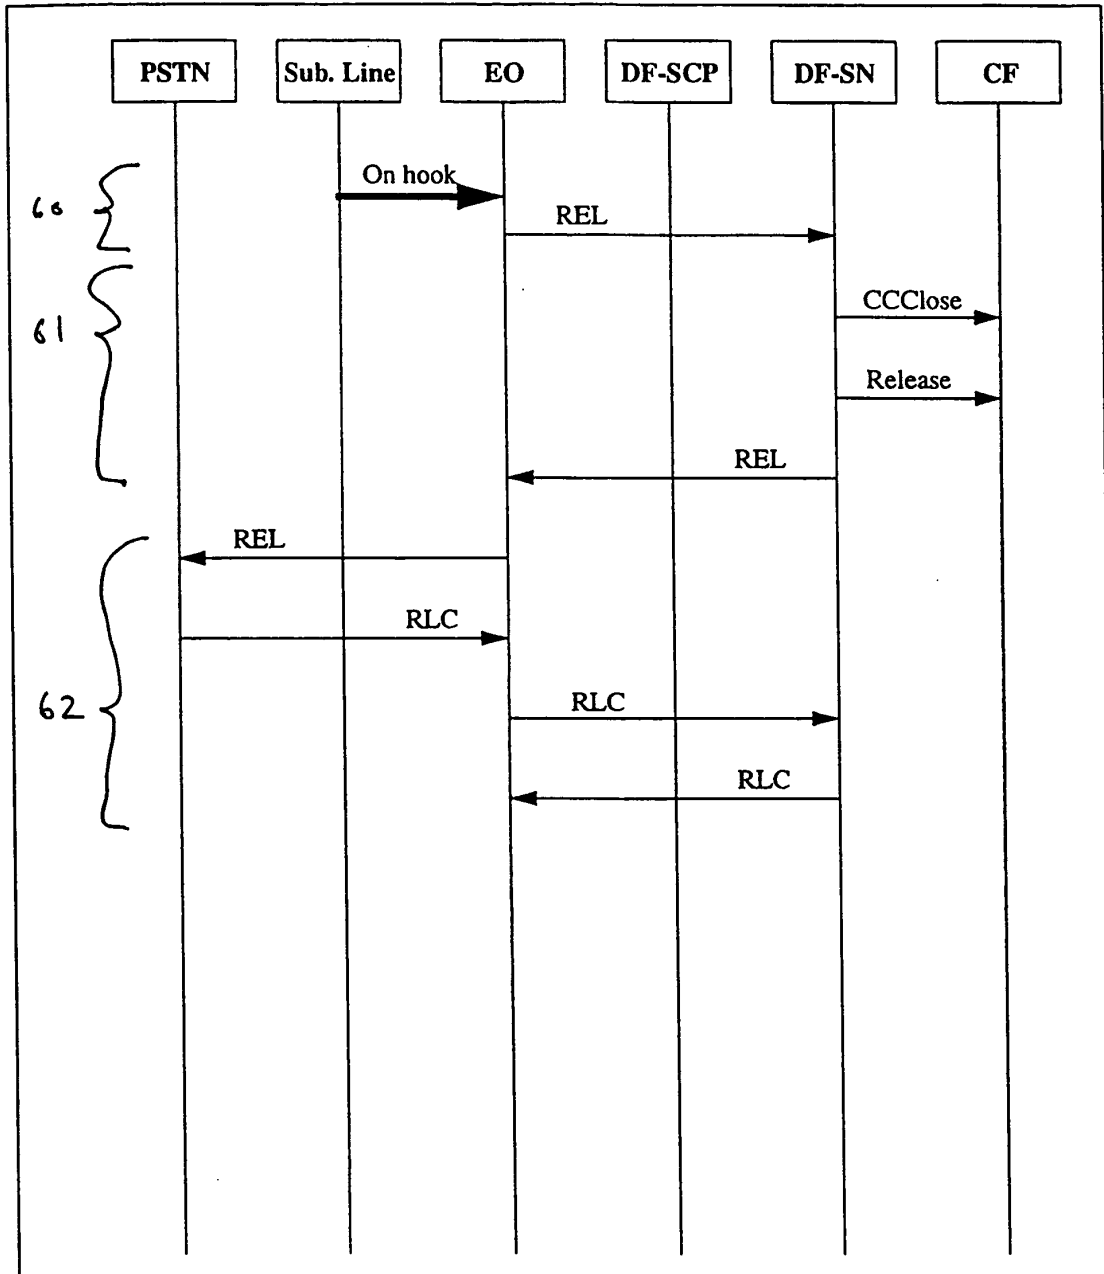 PSTN Sub. Line EO DF-SCP DF-SN CF
On hook
60
REL
CCClose
61
Release
REL
REL
RLC
62
RLC
RLC